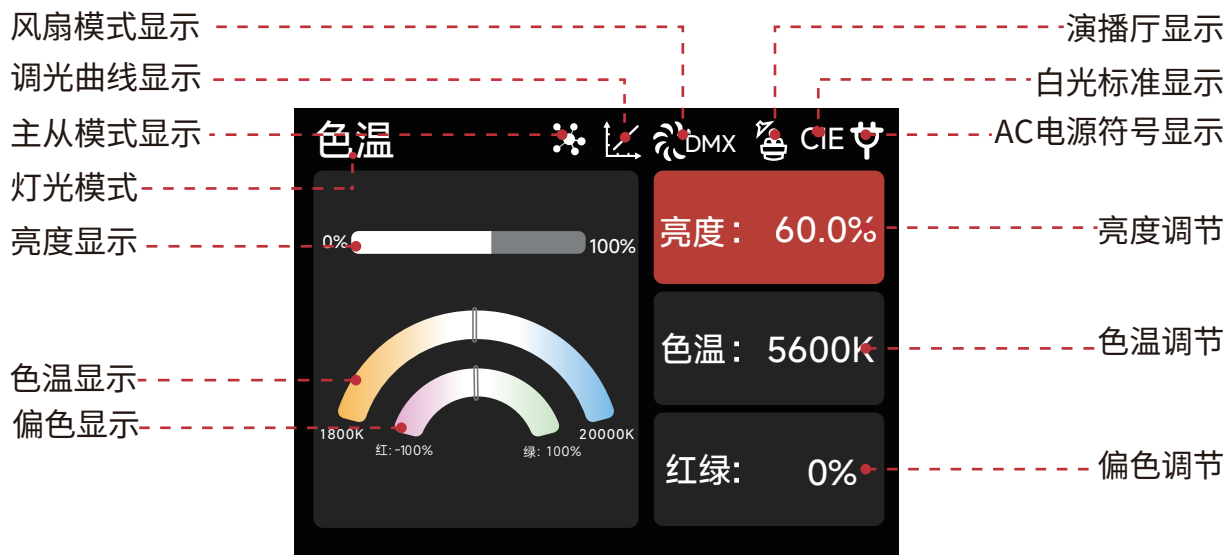 风扇模式显示
演播厅显示
调光曲线显示
白光标准显示
主从模式显示
色温
DMX
CIE
AC电源符号显示
灯光模式
亮度显示
0%
100%
亮度： 60.0%
亮度调节
色温： 5600K
色温调节
色温显示
偏色显示
1800K
20000K
红: -100%
绿: 100%
红绿: 0%
偏色调节